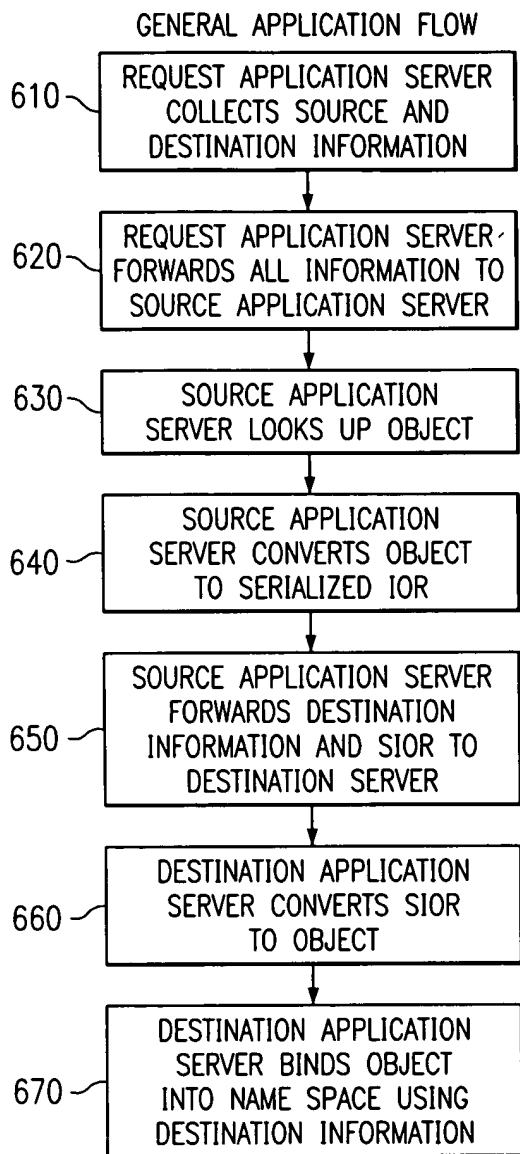 GENERAL APPLICATION FLOW
610
REQUEST APPLICATION SERVER
COLLECTS SOURCE AND
DESTINATION INFORMATION
620
REQUEST APPLICATION SERVER
FORWARDS ALL INFORMATION TO
SOURCE APPLICATION SERVER
630
SOURCE APPLICATION
SERVER LOOKS UP OBJECT
640
SOURCE APPLICATION
SERVER CONVERTS OBJECT
TO SERIALIZED IOR
650
SOURCE APPLICATION SERVER
FORWARDS DESTINATION
INFORMATION AND SIOR TO
DESTINATION SERVER
660
DESTINATION APPLICATION
SERVER CONVERTS SIOR
TO OBJECT
670
DESTINATION APPLICATION
SERVER BINDS OBJECT
INTO NAME SPACE USING
DESTINATION INFORMATION